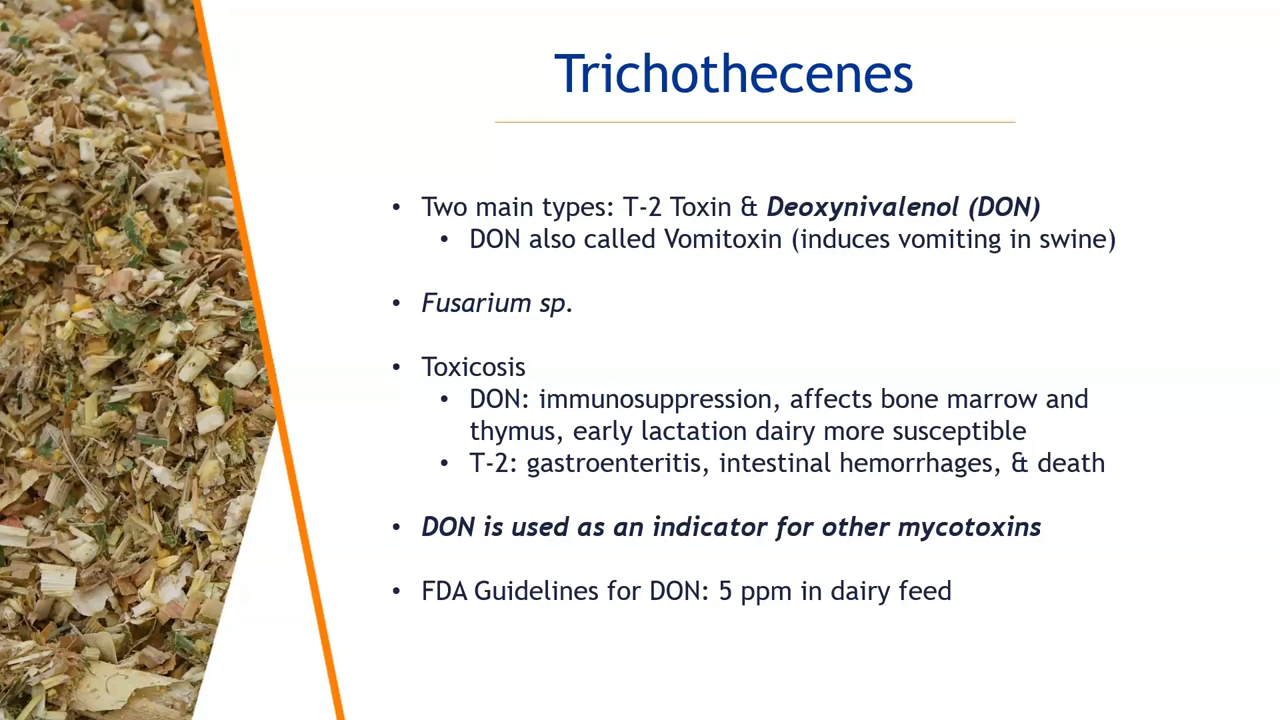 Trichothecenes
• Two main types: T-2 Toxin & Deoxynivalenol (DON)
• DON also called Vomitoxin (induces vomiting in swine)
• Fusarium sp.
• Toxicosis
• DON: immunosuppression, affects bone marrow and
thymus, early lactation dairy more susceptible
• T-2: gastroenteritis, intestinal hemorrhages, & death
• DON is used as an indicator for other mycotoxins
• FDA Guidelines for DON: 5 ppm in dairy feed